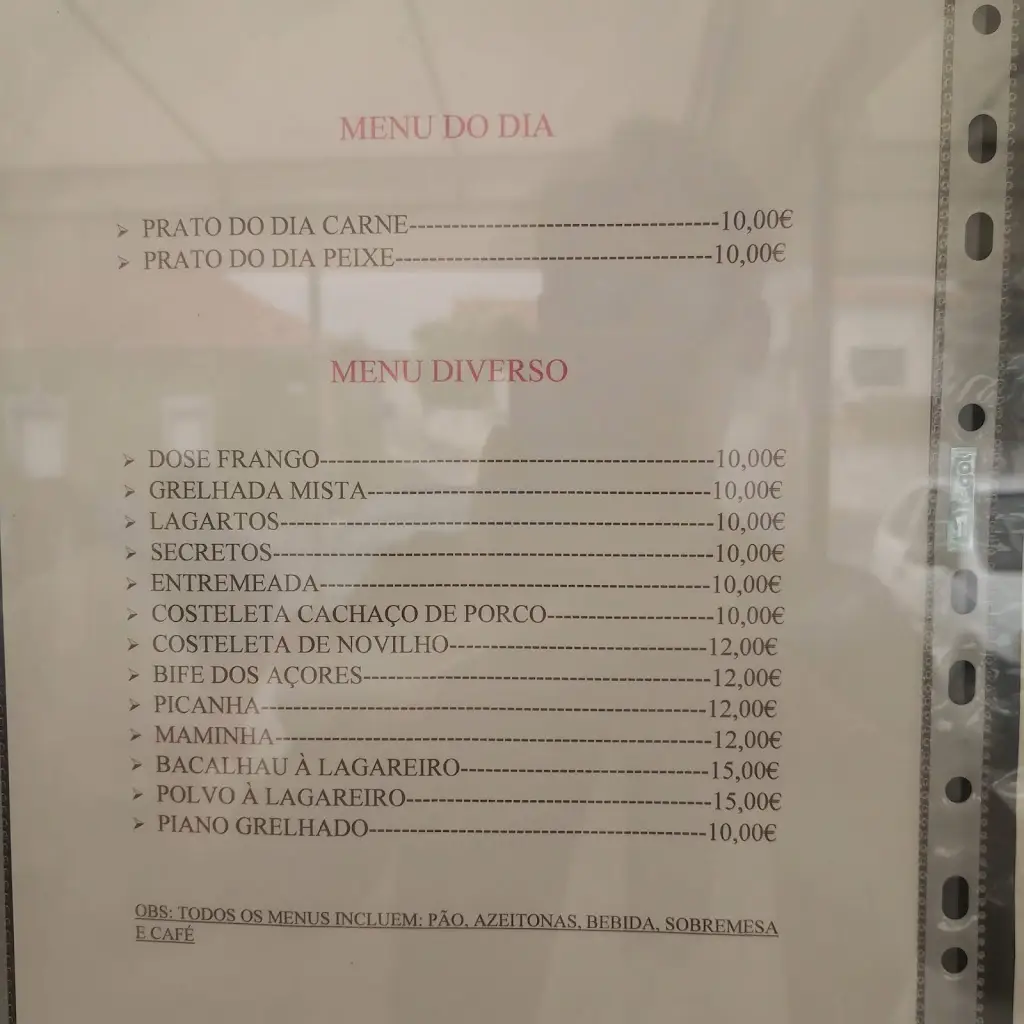 MENU DO DIA
➢ PRATO DO DIA CARNE-------------------------------------10,00€
➢ PRATO DO DIA PEIXE--------------------------------------10,00€
MENU DIVERSO
➢ DOSE FRANGO-----------------------------------------------10,00€
➢ GRELHADA MISTA-----------------------------------------10,00€
➢ LAGARTOS----------------------------------------------------10,00€
➢ SECRETOS-----------------------------------------------------10,00€
➢ ENTREMEADA-----------------------------------------------10,00€
➢ COSTELETA CACHAÇO DE PORCO--------------------10,00€
➢ COSTELETA DE NOVILHO-------------------------------12,00€
➢ BIFE DOS AÇORES------------------------------------------12,00€
➢ PICANHA------------------------------------------------------12,00€
➢ MAMINHA----------------------------------------------------12,00€
➢ BACALHAU À LAGAREIRO------------------------------15,00€
➢ POLVO À LAGAREIRO-------------------------------------15,00€
➢ PIANO GRELHADO-----------------------------------------10,00€
OBS: TODOS OS MENUS INCLUEM: PÃO, AZEITONAS, BEBIDA, SOBREMESA
E CAFÉ